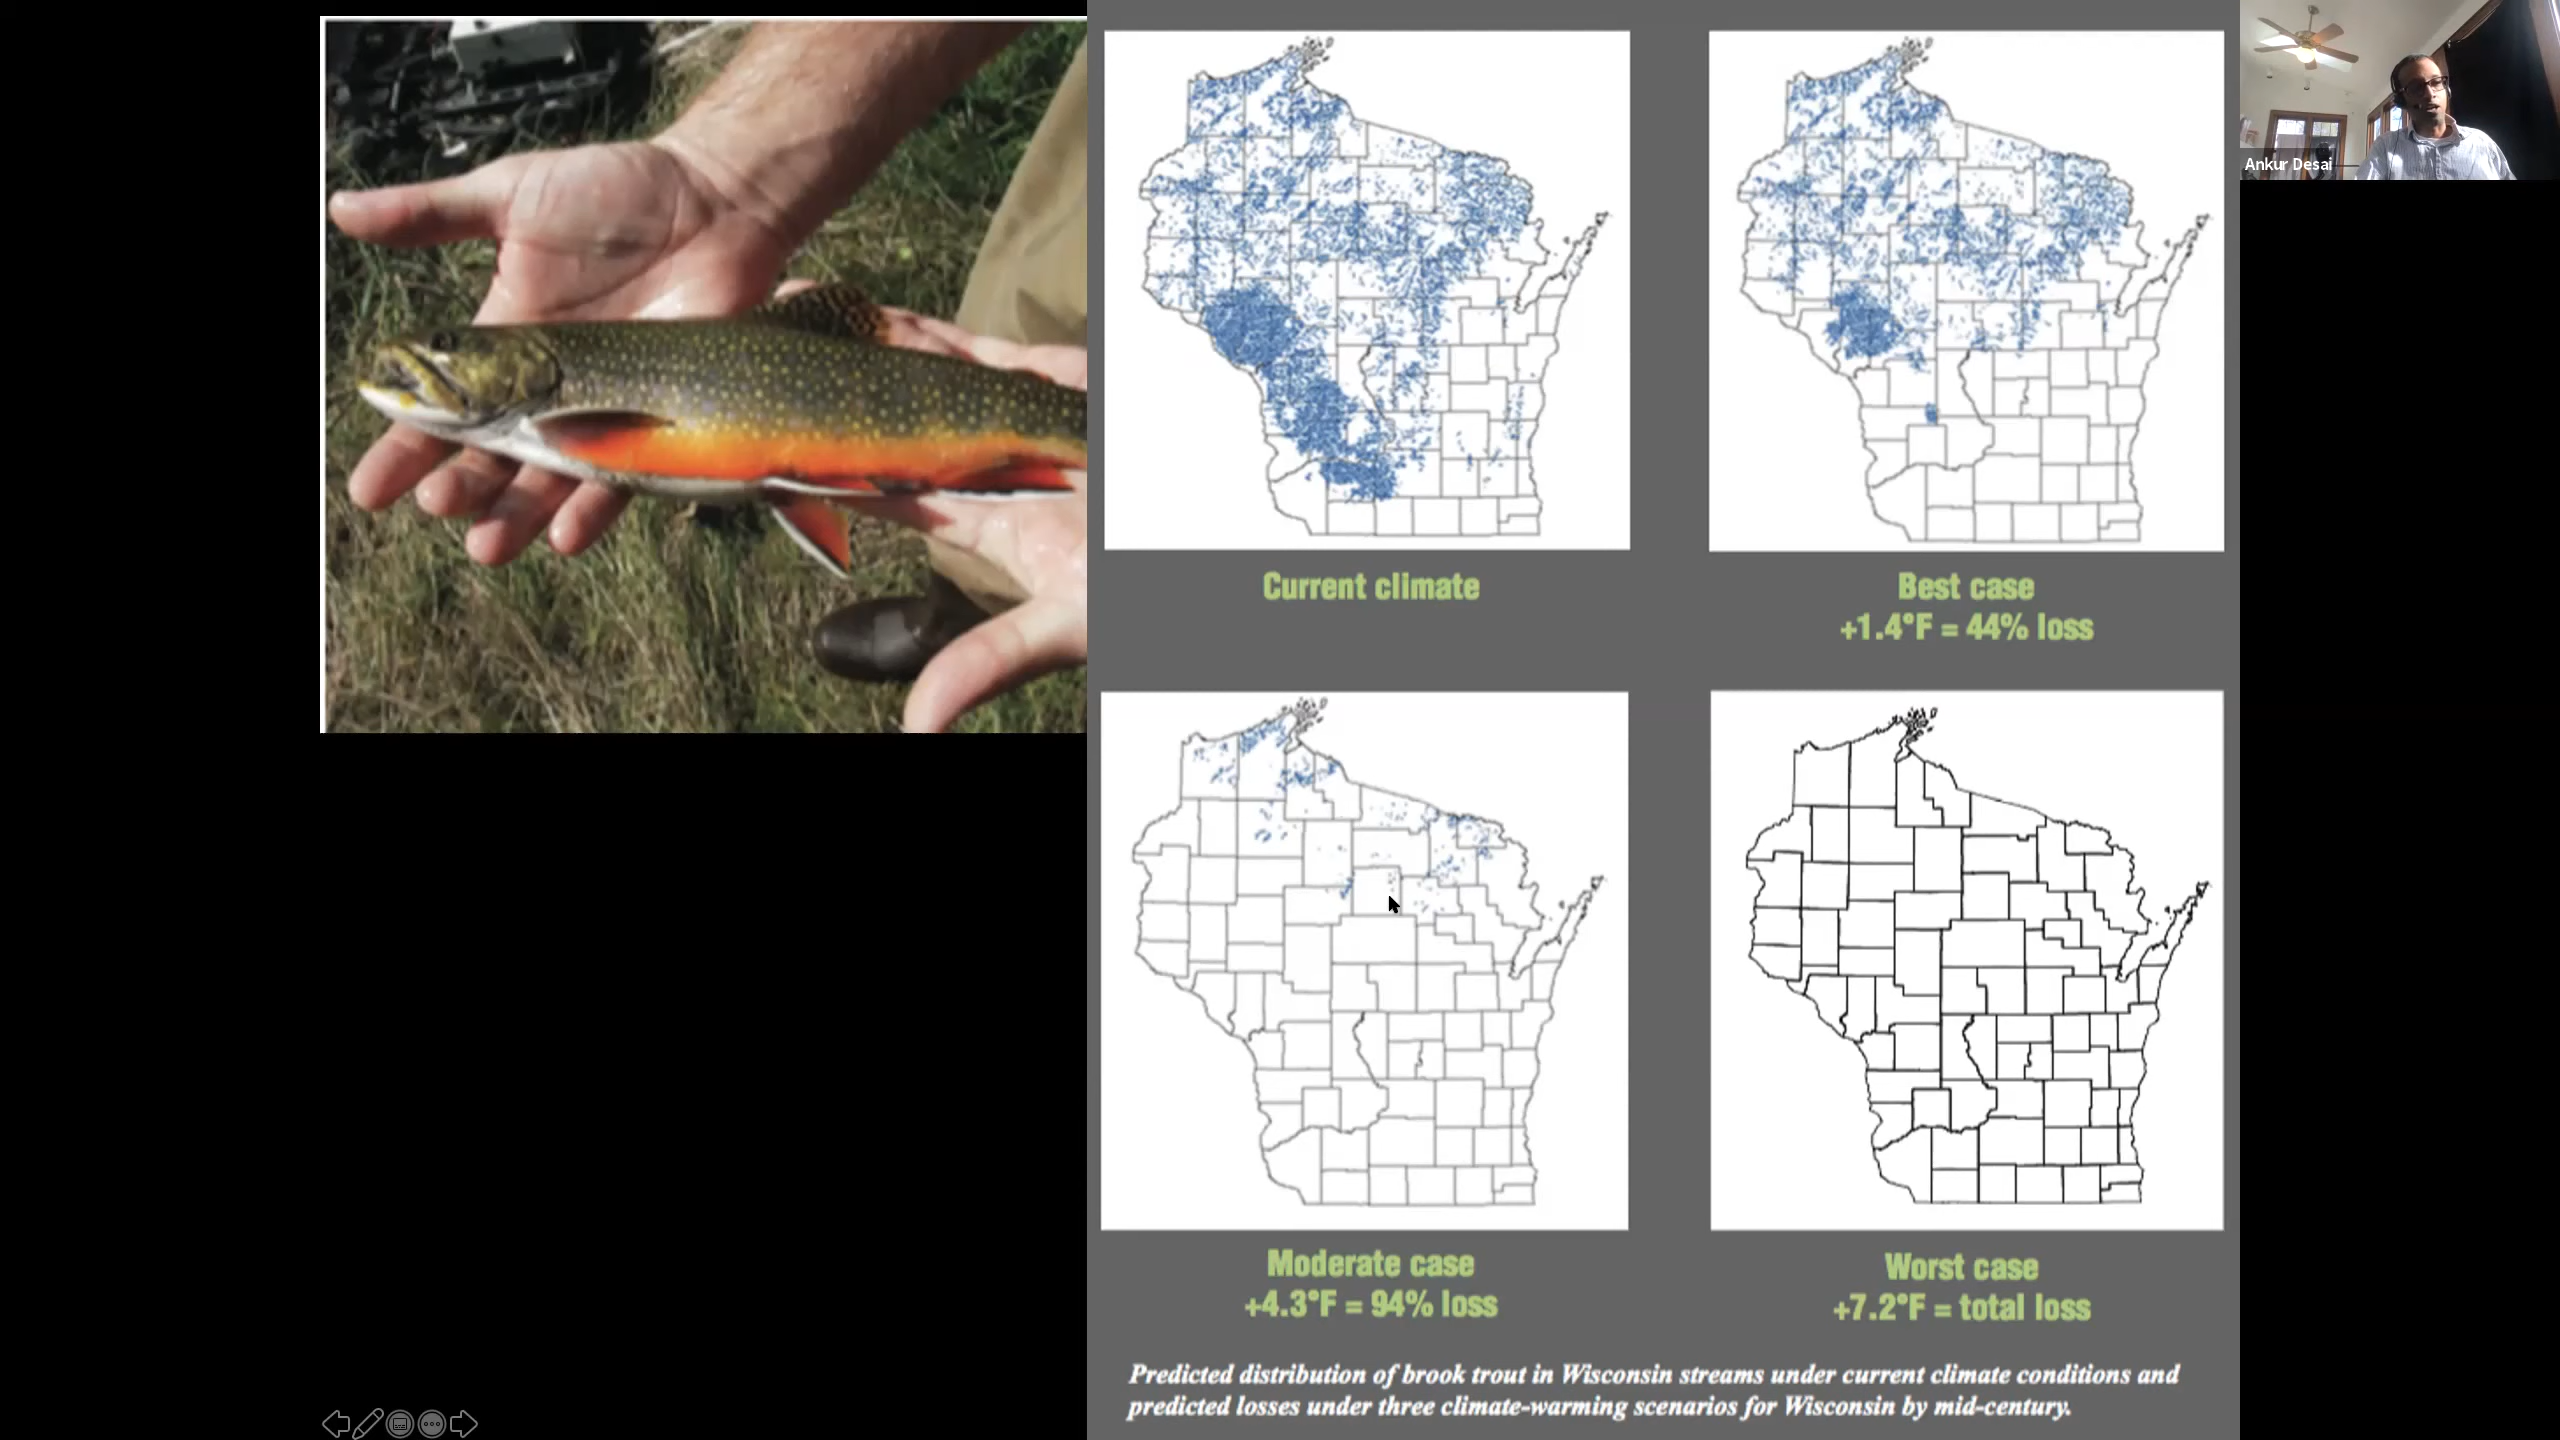 Ankur Desai
Current climate
Best case
+1.4°F = 44% loss
Moderate case
+4.3°F = 94% loss
Worst case
+7.2°F = total loss
Predicted distribution of brook trout in Wisconsin streams under current climate conditions and
predicted losses under three climate-warming scenarios for Wisconsin by mid-century.